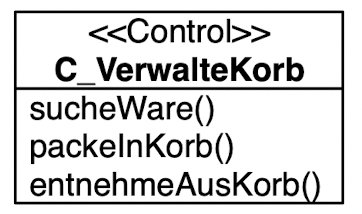 <<Control>>
C_VerwalteKorb
sucheWare()
packeInKorb()
entnehmeAusKorb()